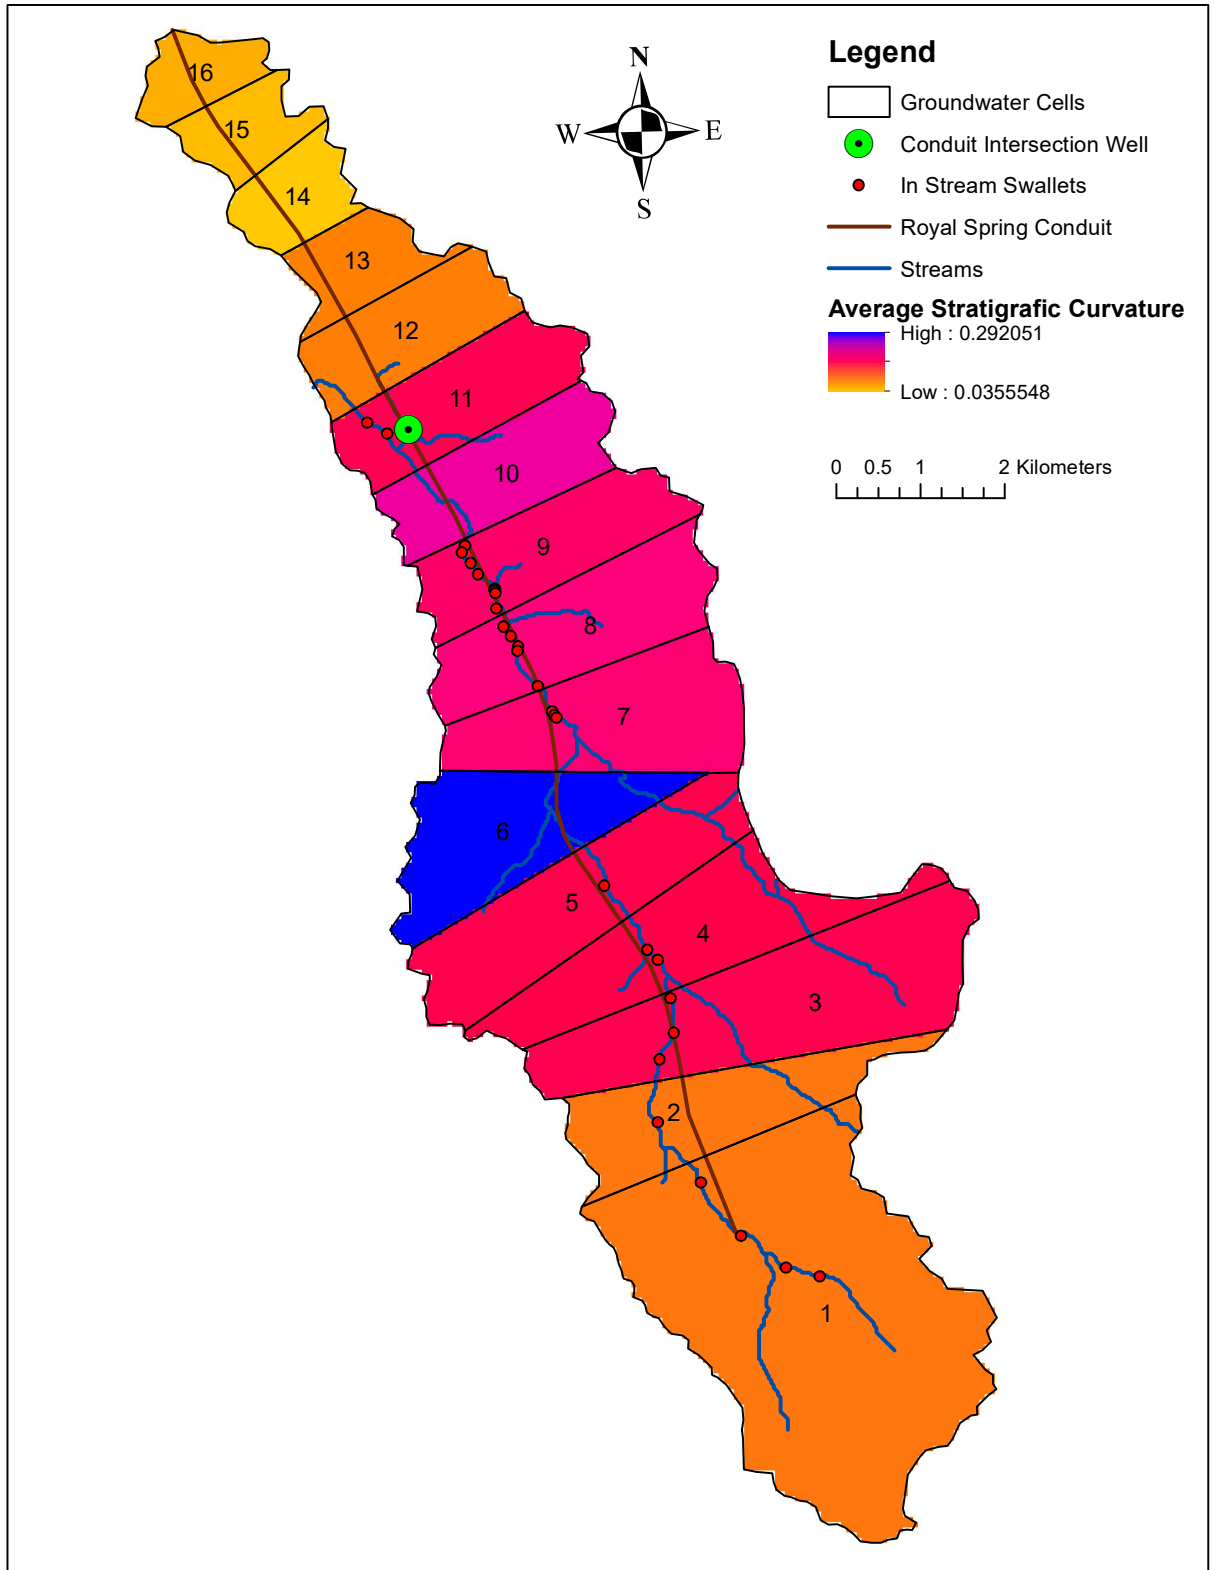 N
W E
S
Legend
Groundwater Cells
Conduit Intersection Well
In Stream Swallets
Royal Spring Conduit
Streams
Average Stratigrafic Curvature
High : 0.292051
Low : 0.0355548
0 0.5 1 2 Kilometers
16
15
14
13
12
11
10
9
8
7
6
5
4
3
2
1